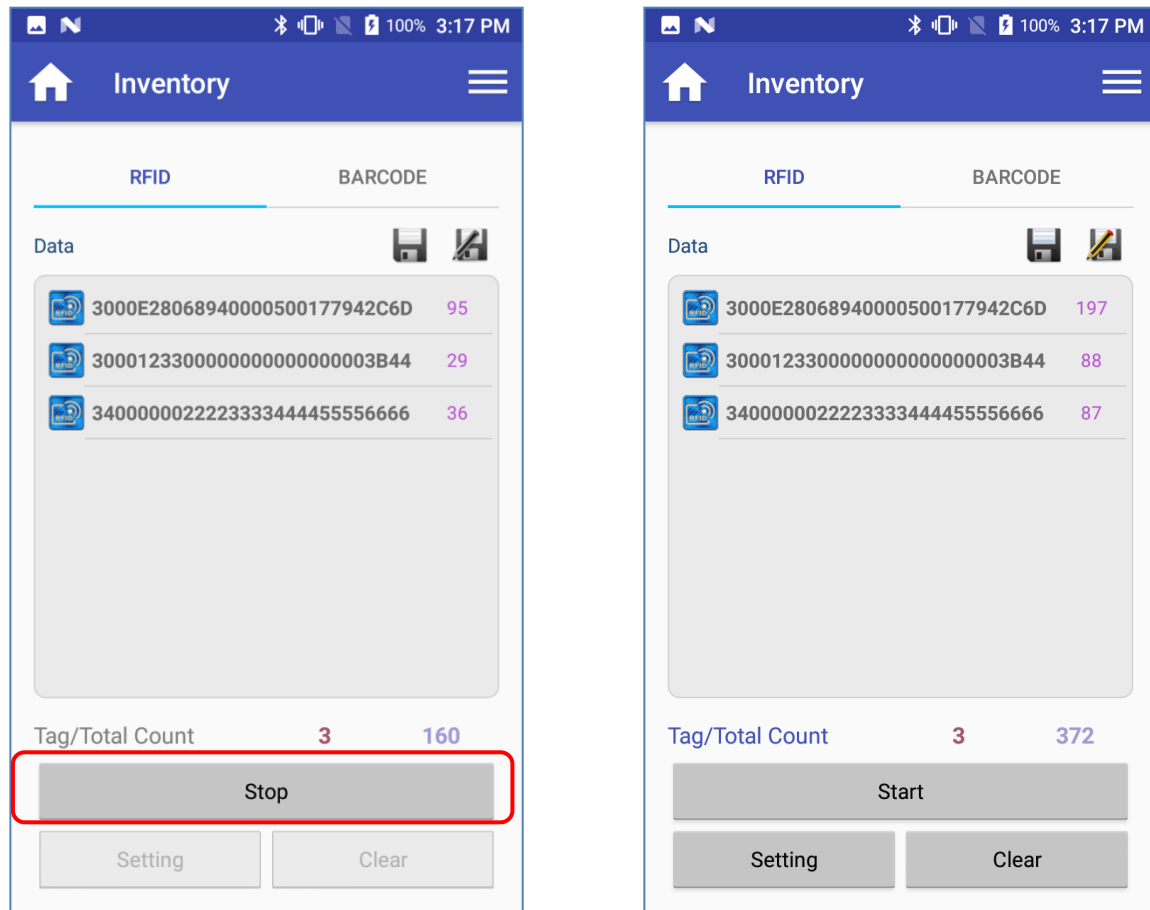 100% 3:17 PM
Inventory
RFID BARCODE
Data
3000E28068940000500177942C6D 95
3000123300000000000000003B44 29
3400000022223333444455556666 36
Tag/Total Count 3 160
Stop
Setting Clear
100% 3:17 PM
Inventory
RFID BARCODE
Data
3000E28068940000500177942C6D 197
3000123300000000000000003B44 88
3400000022223333444455556666 87
Tag/Total Count 3 372
Start
Setting Clear